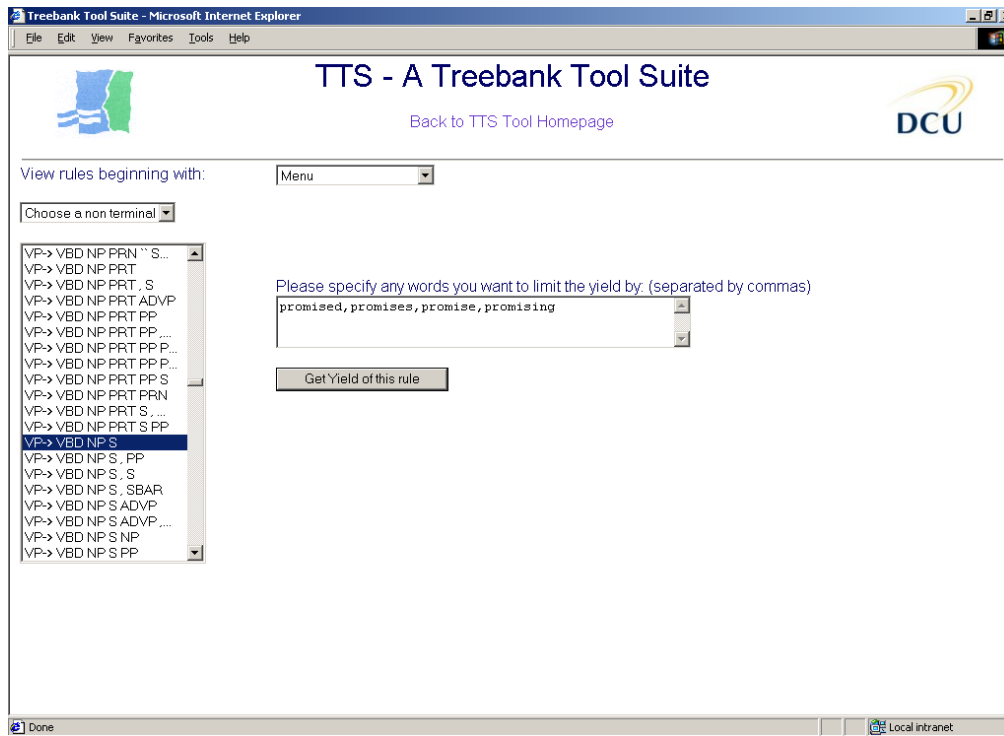 Treebank Tool Suite - Microsoft Internet Explorer
File Edit View Favorites Tools Help
TTS - A Treebank Tool Suite
Back to TTS Tool Homepage
DCU
View rules beginning with:
Menu
Choose a non terminal
VP-> VBD NP PRN `` S...
VP-> VBD NP PRT
VP-> VBD NP PRT , S
VP-> VBD NP PRT ADVP
VP-> VBD NP PRT PP
VP-> VBD NP PRT PP ,...
VP-> VBD NP PRT PP P...
VP-> VBD NP PRT PP P...
VP-> VBD NP PRT PP S
VP-> VBD NP PRT PRN
VP-> VBD NP PRT S , ...
VP-> VBD NP PRT S PP
VP-> VBD NP S
VP-> VBD NP S , PP
VP-> VBD NP S , S
VP-> VBD NP S , SBAR
VP-> VBD NP S ADVP
VP-> VBD NP S ADVP ,...
VP-> VBD NP S NP
VP-> VBD NP S PP
Please specify any words you want to limit the yield by: (separated by commas)
promised,promises,promise,promising
Get Yield of this rule
Done
Local intranet